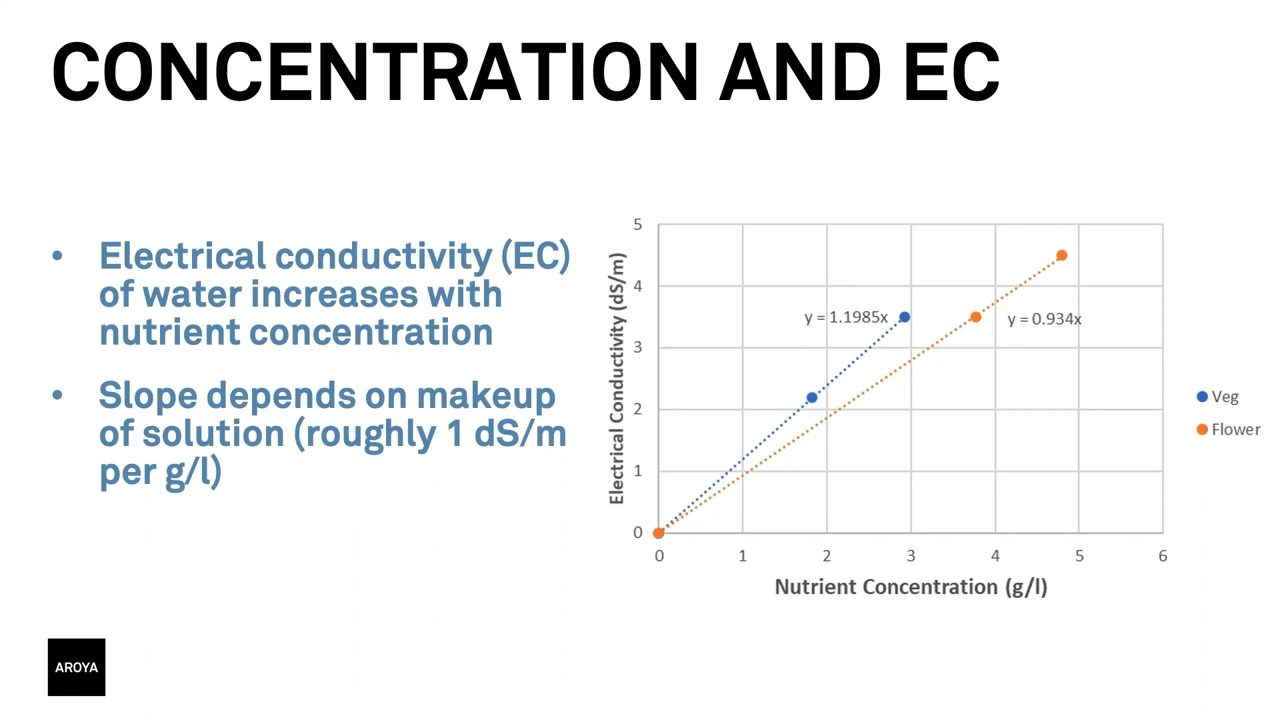 CONCENTRATION AND EC
• Electrical conductivity (EC)
of water increases with
nutrient concentration
• Slope depends on makeup
of solution (roughly 1 dS/m
per g/l)
Electrical Conductivity (dS/m)
5
4
3
2
1
0
y = 1.1985x
y = 0.934x
0 1 2 3 4 5 6
Nutrient Concentration (g/l)
Veg
Flower
AROYA